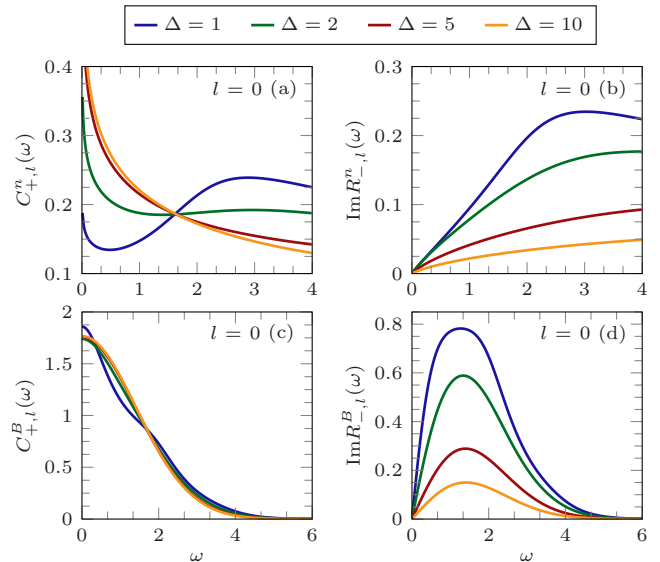 Δ = 1 Δ = 2 Δ = 5 Δ = 10
0.4 0.3 0.2 0.1
C^n_{+,l}(ω)
l = 0 (a)
0 1 2 3 4
0.3 0.2 0.1 0
ImR^n_{−,l}(ω)
l = 0 (b)
0 1 2 3 4
2 1.5 1 0.5 0
C^B_{+,l}(ω)
l = 0 (c)
0 2 4 6
ω
0.8 0.6 0.4 0.2 0
ImR^B_{−,l}(ω)
l = 0 (d)
0 2 4 6
ω